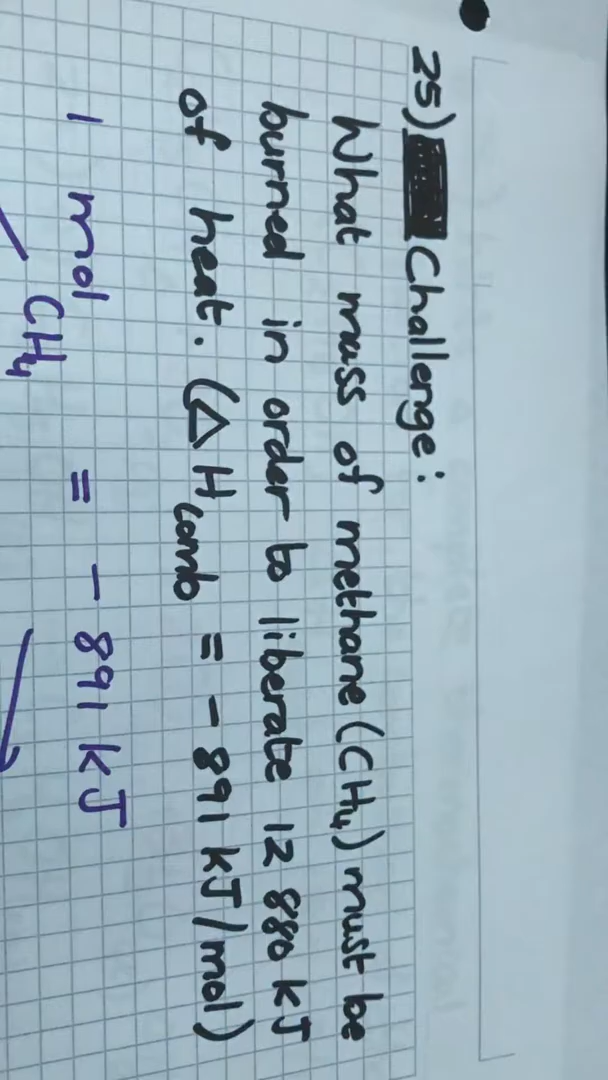 25) Challenge:
What mass of methane (CH₄) must be
burned in order to liberate 12 880 kJ
of heat. (△H comb = -891 kJ/mol)
1 mol CH₄ = -891 kJ